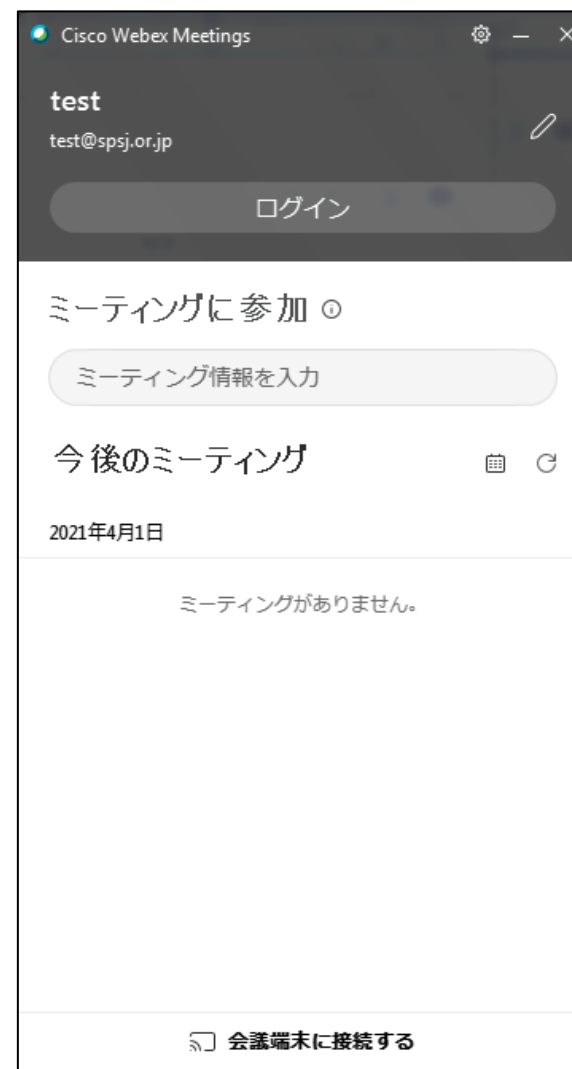 Cisco Webex Meetings
test
test@spsj.or.jp
ログイン
ミーティングに参加
ミーティング情報を入力
今後のミーティング
2021年4月1日
ミーティングがありません。
会議端末に接続する